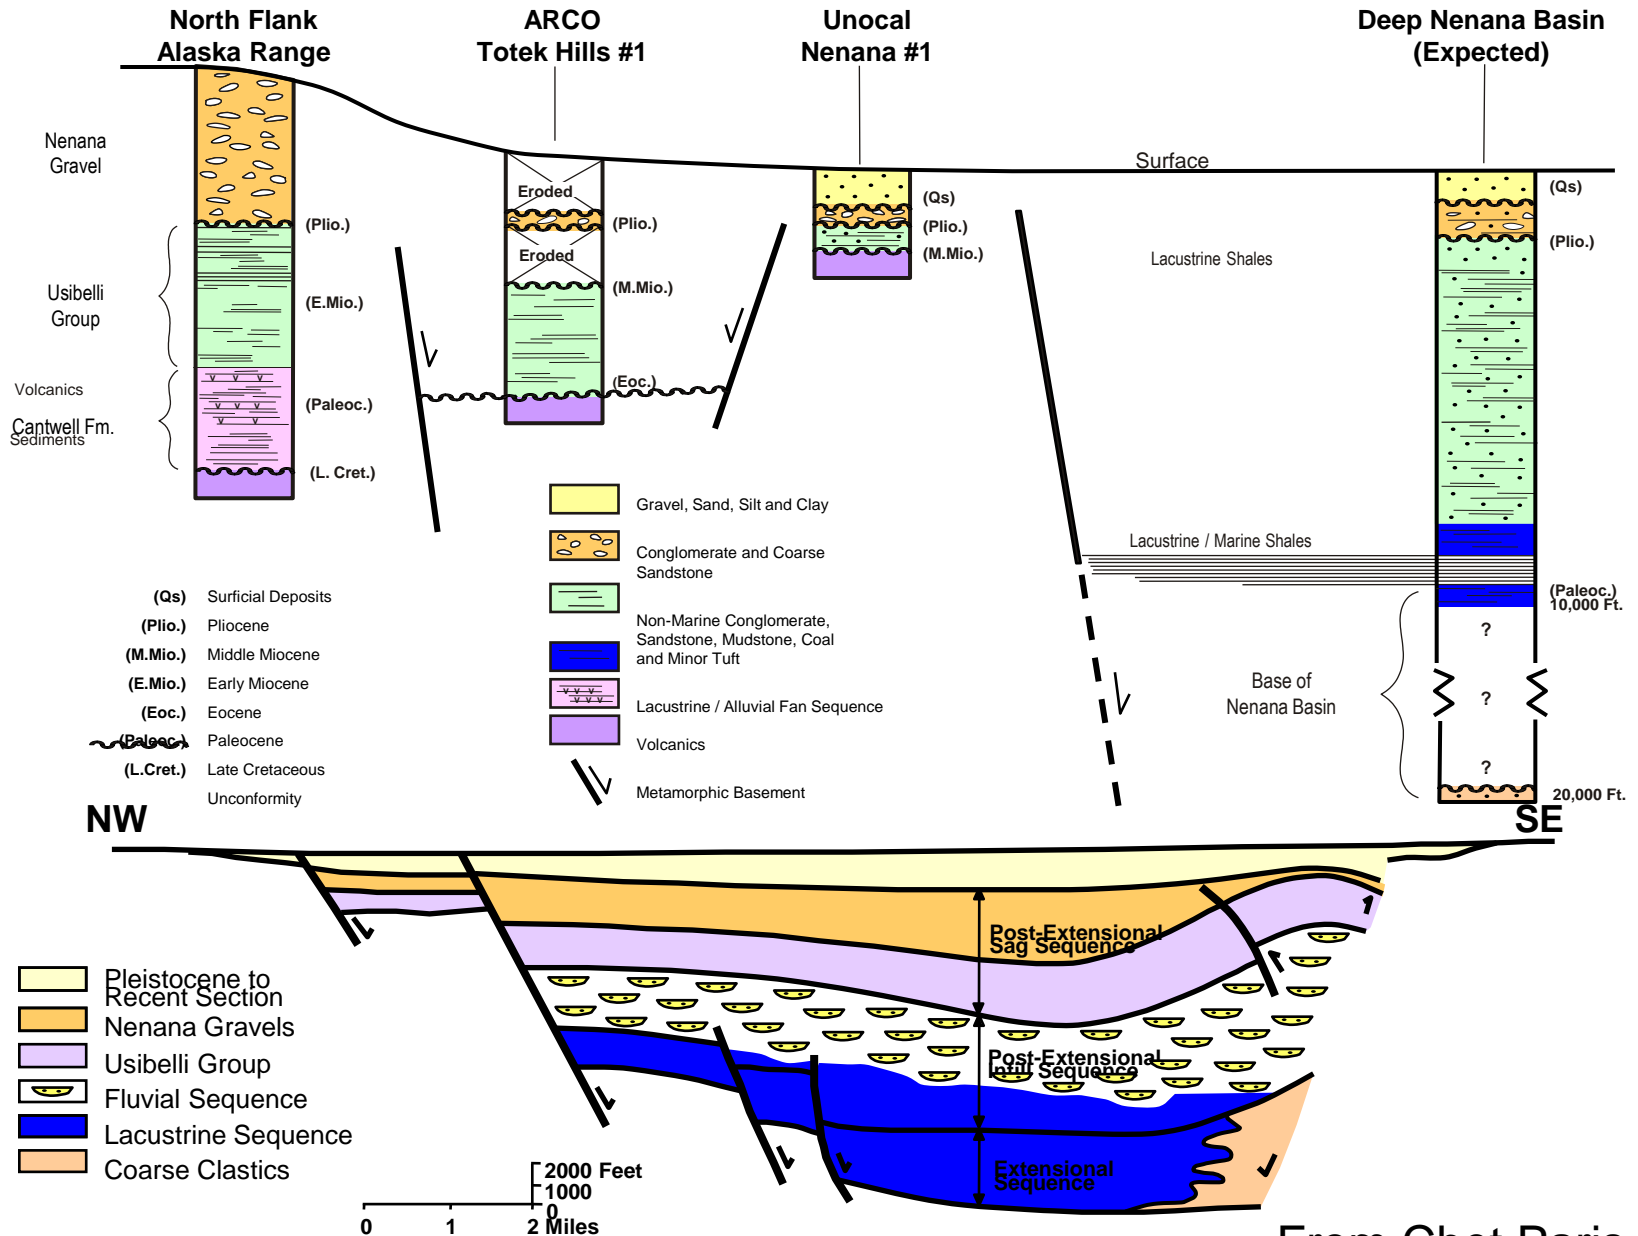 North Flank
Alaska Range
ARCO
Totek Hills #1
Unocal
Nenana #1
Deep Nenana Basin
(Expected)
Nenana
Gravel
Usibelli
Group
Volcanics
Cantwell Fm.
Sediments
(Plio.)
(E.Mio.)
(Paleoc.)
(L. Cret.)
Eroded
(Plio.)
Eroded
(M.Mio.)
(Eoc.)
(Qs)
(Plio.)
(M.Mio.)
Surface
Lacustrine Shales
Lacustrine / Marine Shales
(Qs)
(Plio.)
(Paleoc.)
10,000 Ft.
?
?
?
Base of
Nenana Basin
20,000 Ft.
(Qs) Surficial Deposits
(Plio.) Pliocene
(M.Mio.) Middle Miocene
(E.Mio.) Early Miocene
(Eoc.) Eocene
(Paleoc.) Paleocene
(L.Cret.) Late Cretaceous
Unconformity
Gravel, Sand, Silt and Clay
Conglomerate and Coarse
Sandstone
Non-Marine Conglomerate,
Sandstone, Mudstone, Coal
and Minor Tuft
Lacustrine / Alluvial Fan Sequence
Volcanics
Metamorphic Basement
NW
SE
Post-Extensional
Sag Sequence
Post-Extensional
Infill Sequence
Extensional
Sequence
Pleistocene to
Recent Section
Nenana Gravels
Usibelli Group
Fluvial Sequence
Lacustrine Sequence
Coarse Clastics
2000 Feet
1000
0
0 1 2 Miles